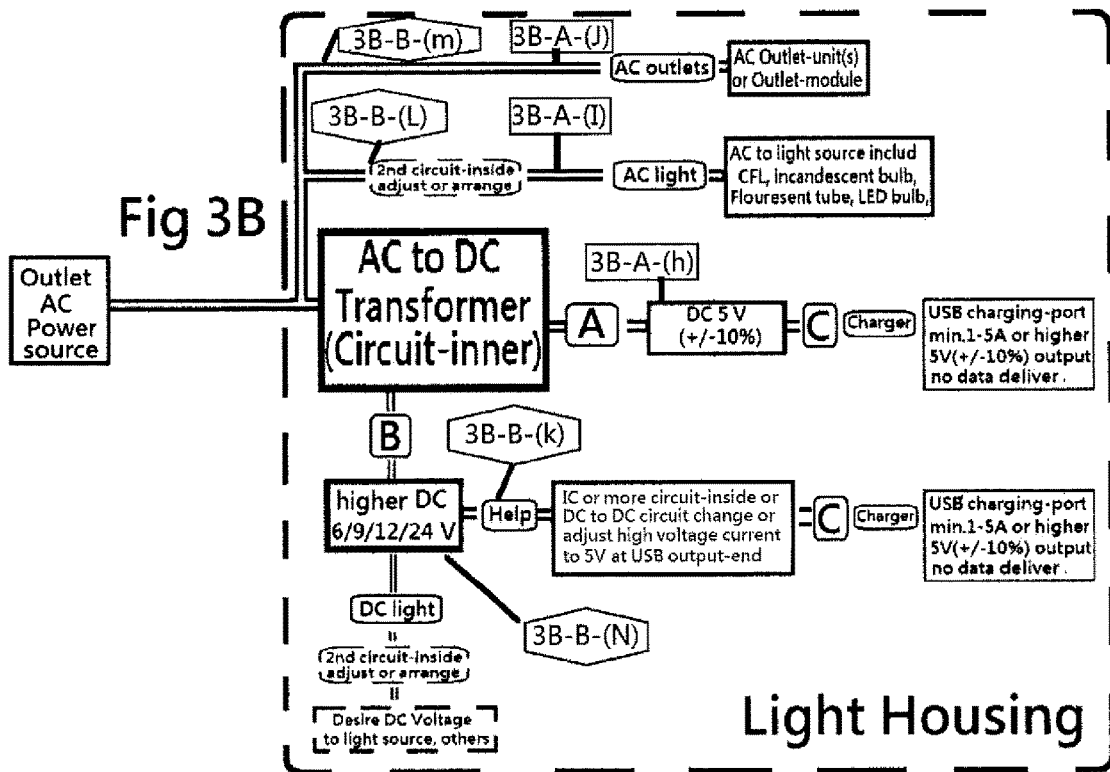 3B-B-(m)
3B-A-(J)
AC outlets
AC Outlet-unit(s)
or Outlet-module
3B-B-(L)
3B-A-(I)
2nd circuit-inside
adjust or arrange
AC light
AC to light source includ
CFL, incandescent bulb,
Flouresent tube, LED bulb,
Fig 3B
Outlet
AC
Power
source
AC to DC
Transformer
(Circuit-inner)
A
3B-A-(h)
DC 5 V
(+/-10%)
C
Charger
USB charging-port
min.1-5A or higher
5V(+/-10%) output
no data deliver .
B
3B-B-(k)
higher DC
6/9/12/24 V
Help
IC or more circuit-inside or
DC to DC circuit change or
adjust high voltage current
to 5V at USB output-end
C
Charger
USB charging-port
min.1-5A or higher
5V(+/-10%) output
no data deliver .
DC light
3B-B-(N)
2nd circuit-inside
adjust or arrange
Desire DC Voltage
to light source, others
Light Housing